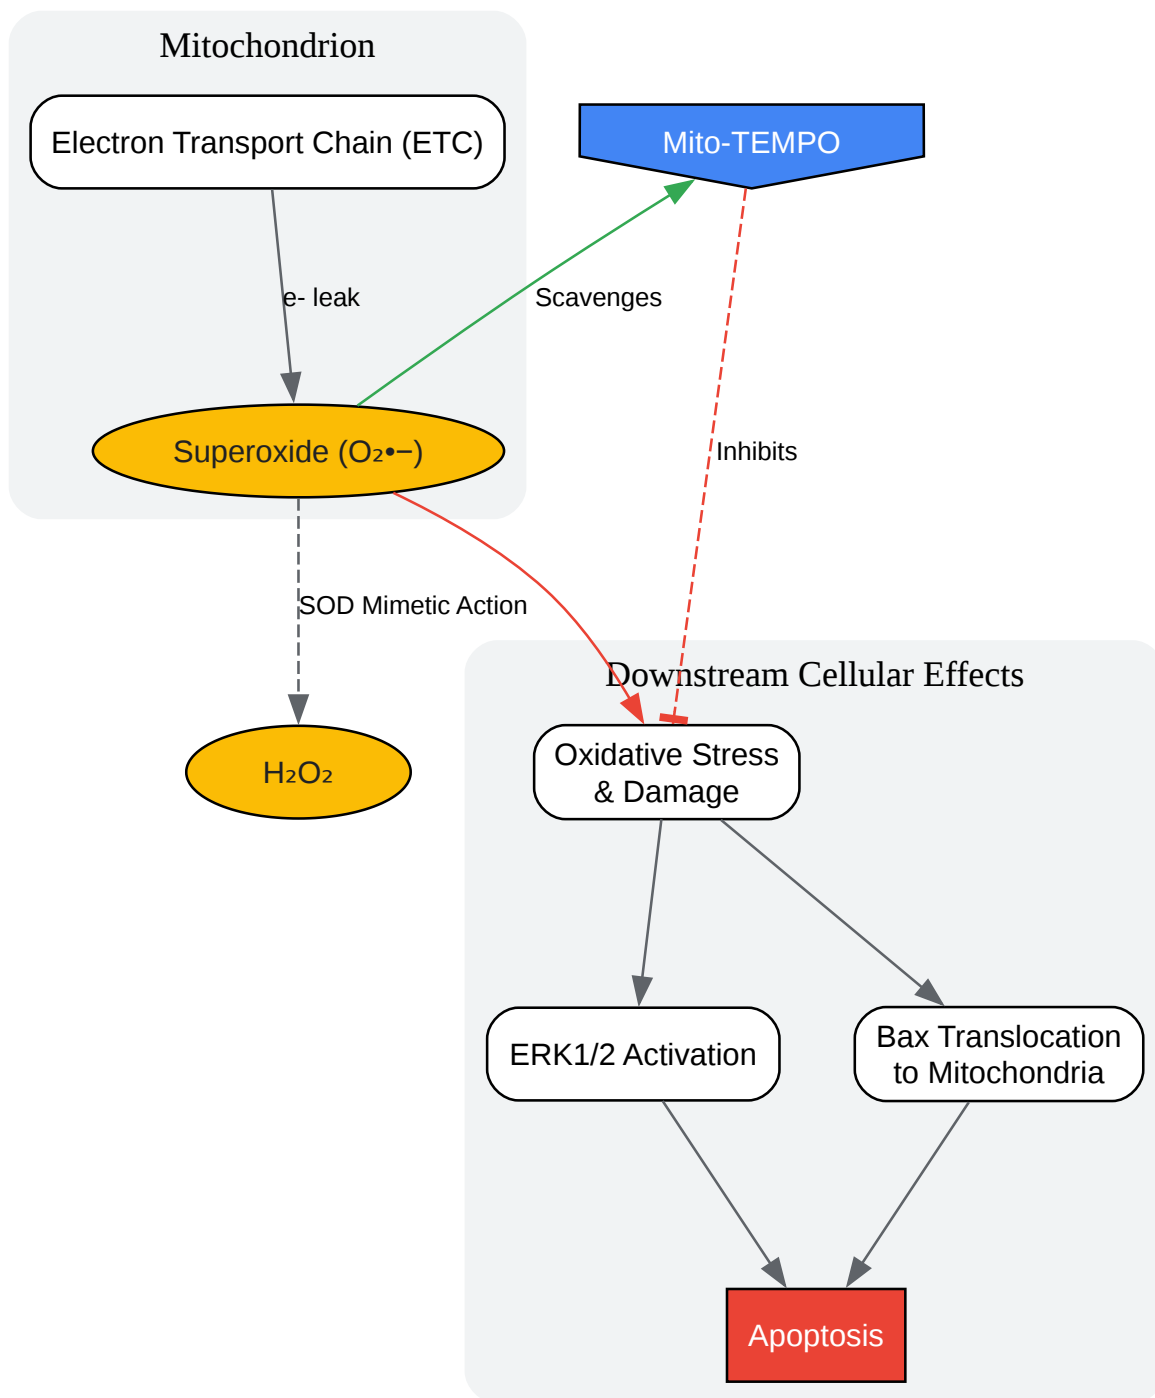 Mitochondrion
Electron Transport Chain (ETC)
Mito-TEMPO
e- leak
Scavenges
Superoxide (O₂•−)
Inhibits
SOD Mimetic Action
Downstream Cellular Effects
Oxidative Stress
& Damage
H₂O₂
ERK1/2 Activation
Bax Translocation
to Mitochondria
Apoptosis